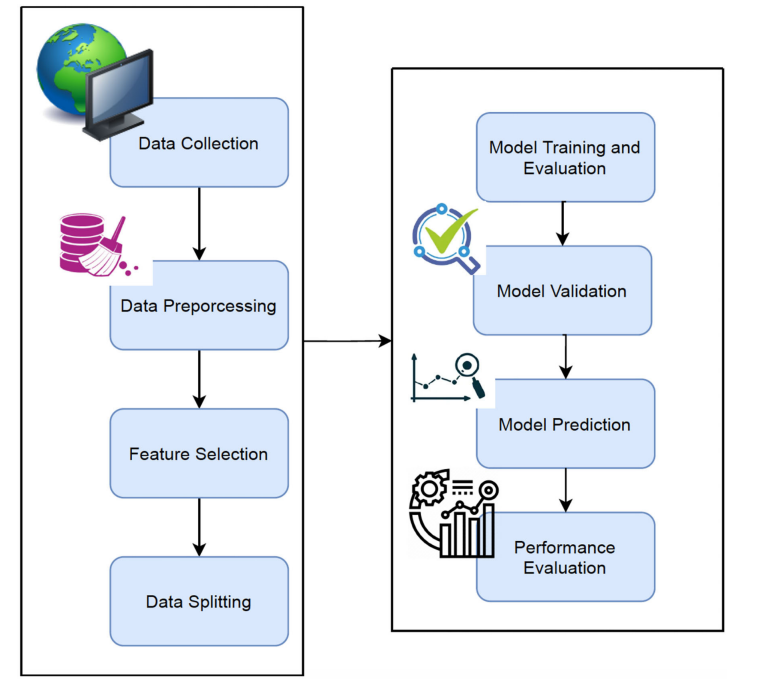 Data Collection
Data Preporcessing
Feature Selection
Data Splitting
Model Training and
Evaluation
Model Validation
Model Prediction
Performance
Evaluation